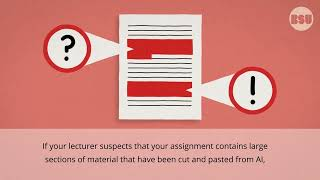 BSU
?
!
If your lecturer suspects that your assignment contains large
sections of material that have been cut and pasted from AI,